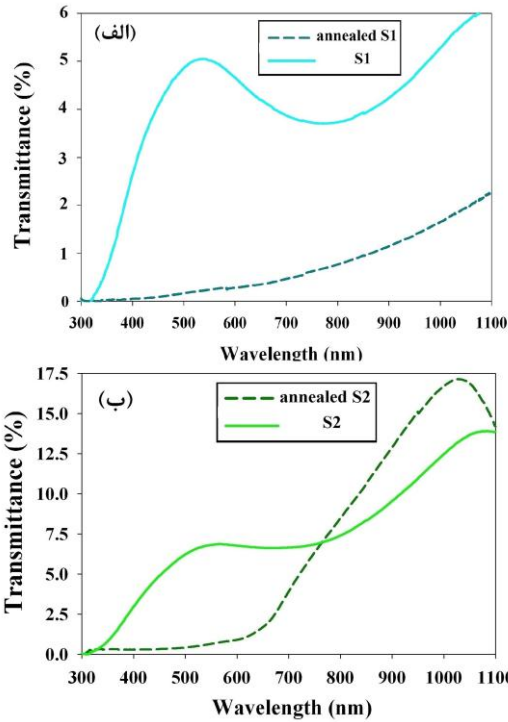 (الف)
annealed S1
S1
Transmittance (%)
6
5
4
3
2
1
0
300 400 500 600 700 800 900 1000 1100
Wavelength (nm)
(ب)
annealed S2
S2
Transmittance (%)
17.5
15.0
12.5
10.0
7.5
5.0
2.5
0.0
300 400 500 600 700 800 900 1000 1100
Wavelength (nm)